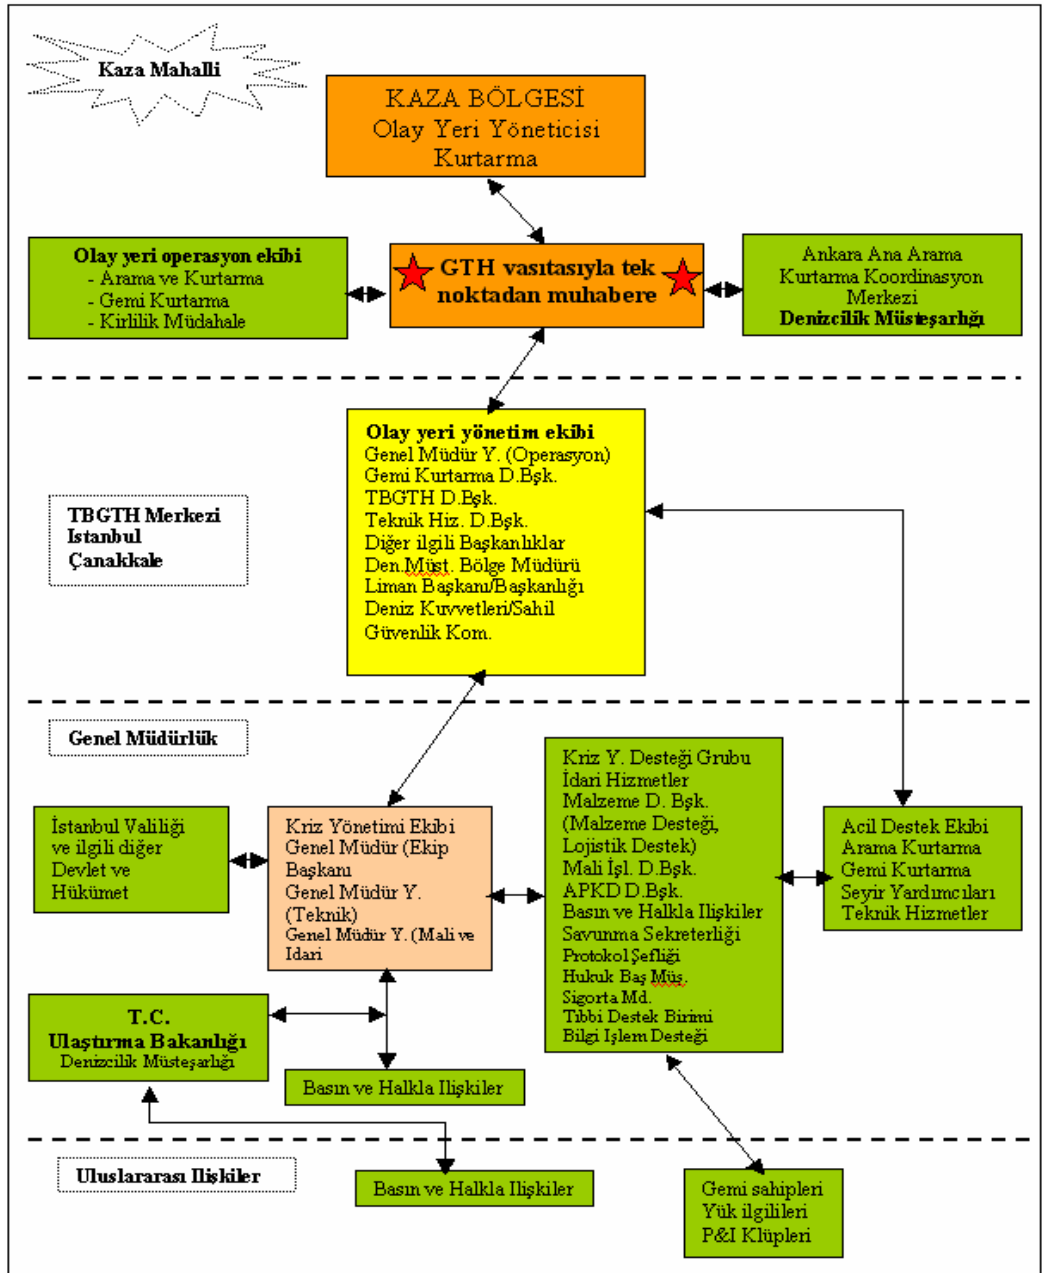 Kaza Mahalli
KAZA BÖLGESİ
Olay Yeri Yöneticisi
Kurtarma
Olay yeri operasyon ekibi
- Arama ve Kurtarma
- Gemi Kurtarma
- Kirlilik Müdahale
GTH vasıtasıyla tek
noktadan muhabere
Ankara Ana Arama
Kurtarma Koordinasyon
Merkezi
Denizcilik Müsteşarlığı
Olay yeri yönetim ekibi
Genel Müdür Y. (Operasyon)
Gemi Kurtarma D.Bşk.
TBGTH D.Bşk.
Teknik Hiz. D.Bşk.
Diğer ilgili Başkanlıklar
Den.Müst. Bölge Müdürü
Liman Başkanı/Başkanlığı
Deniz Kuvvetleri/Sahil
Güvenlik Kom.
TBGTH Merkezi
Istanbul
Çanakkale
Genel Müdürlük
İstanbul Valiliği
ve ilgili diğer
Devlet ve
Hükümet
Kriz Yönetimi Ekibi
Genel Müdür (Ekip
Başkanı
Genel Müdür Y.
(Teknik)
Genel Müdür Y. (Mali ve
Idari
Kriz Y. Desteği Grubu
İdari Hizmetler
Malzeme D. Bşk.
(Malzeme Desteği,
Lojistik Destek)
Mali İşl. D.Bşk.
APKD D.Bşk.
Basın ve Halkla Ilişkiler
Savunma Sekreterliği
Protokol Şefliği
Hukuk Baş Müş.
Sigorta Md.
Tıbbi Destek Birimi
Bilgi İşlem Desteği
Acil Destek Ekibi
Arama Kurtarma
Gemi Kurtarma
Seyir Yardımcıları
Teknik Hizmetler
T.C.
Ulaştırma Bakanlığı
Denizcilik Müsteşarlığı
Basın ve Halkla Ilişkiler
Uluslararası Ilişkiler
Basın ve Halkla Ilişkiler
Gemi sahipleri
Yük ilgilileri
P&I Klüpleri